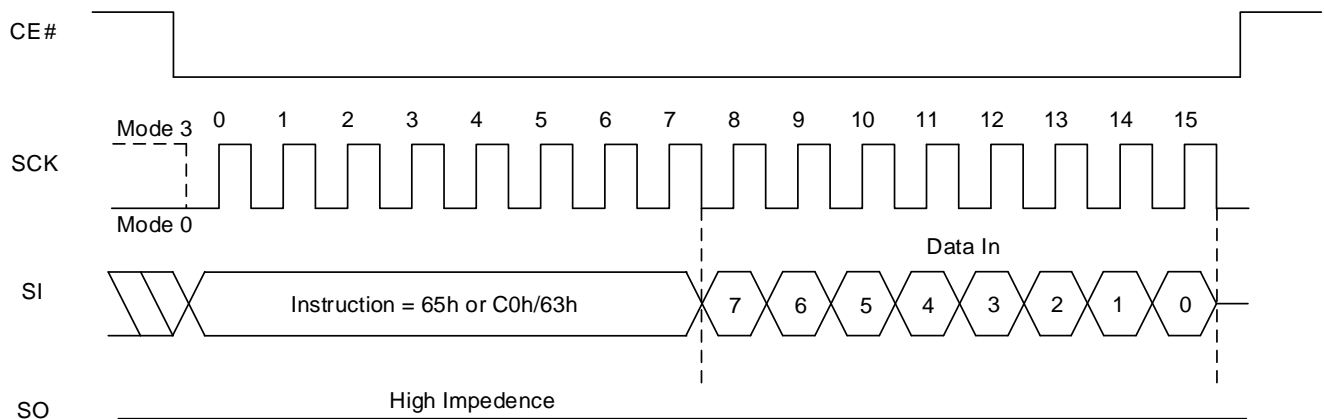 CE#
Mode 3
0 1 2 3 4 5 6 7 8 9 10 11 12 13 14 15
SCK
Mode 0
Data In
SI
Instruction = 65h or C0h/63h
7 6 5 4 3 2 1 0
High Impedence
SO